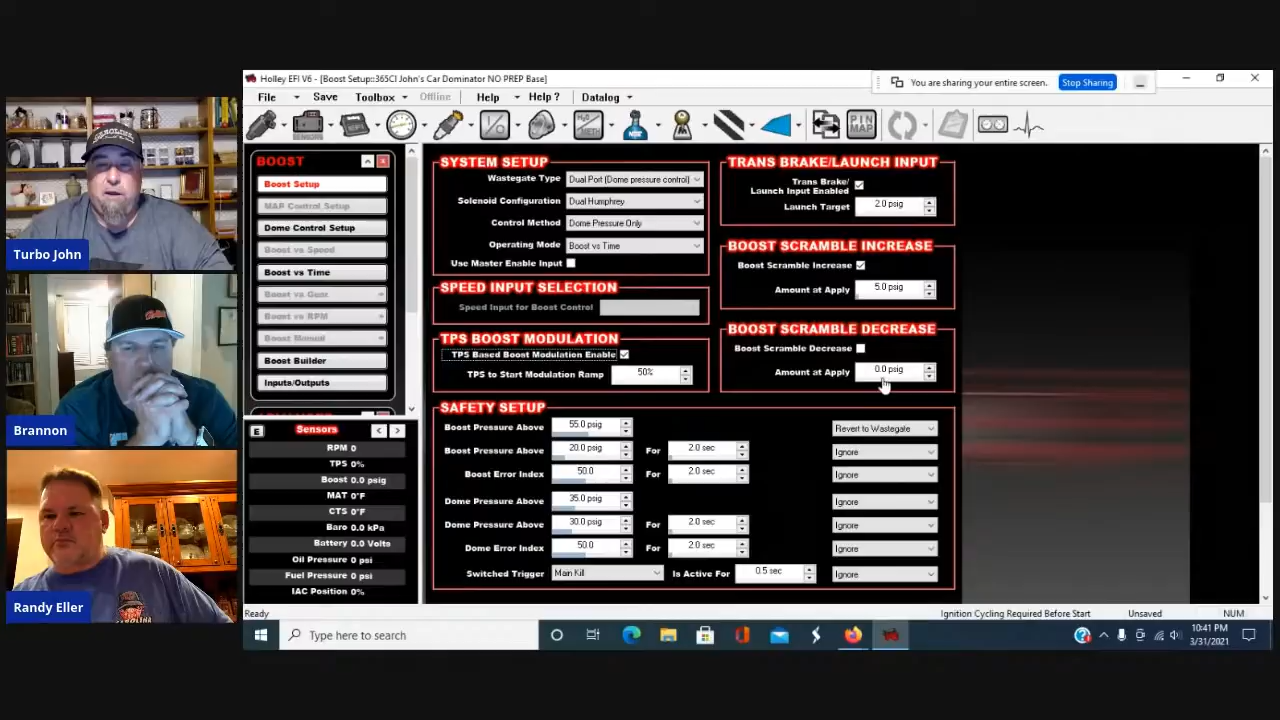 Holley EFI V6 - [Boost Setup::365CI John's Car Dominator NO PREP Base]
You are sharing your entire screen.
Stop Sharing
File
Save
Toolbox
Offline
Help
Help ?
Datalog
SENSORS
I/O
PIN MAP
BOOST
Boost Setup
MAP Control Setup
Dome Control Setup
Boost vs Speed
Boost vs Time
Boost vs Gear
Boost vs RPM
Boost Manual
Boost Builder
Inputs/Outputs
E
Sensors
RPM 0
TPS 0%
Boost 0.0 psig
MAT 0°F
CTS 0°F
Baro 0.0 kPa
Battery 0.0 Volts
Oil Pressure 0 psi
Fuel Pressure 0 psi
IAC Position 0%
SYSTEM SETUP
Wastegate Type Dual Port (Dome pressure control)
Solenoid Configuration Dual Humphrey
Control Method Dome Pressure Only
Operating Mode Boost vs Time
Use Master Enable Input
SPEED INPUT SELECTION
Speed Input for Boost Control
TPS BOOST MODULATION
TPS Based Boost Modulation Enable
TPS to Start Modulation Ramp 50%
TRANS BRAKE/LAUNCH INPUT
Trans Brake/
Launch Input Enabled
Launch Target 2.0 psig
BOOST SCRAMBLE INCREASE
Boost Scramble Increase
Amount at Apply 5.0 psig
BOOST SCRAMBLE DECREASE
Boost Scramble Decrease
Amount at Apply 0.0 psig
SAFETY SETUP
Boost Pressure Above 55.0 psig Revert to Wastegate
Boost Pressure Above 20.0 psig For 2.0 sec Ignore
Boost Error Index 50.0 For 2.0 sec Ignore
Dome Pressure Above 35.0 psig Ignore
Dome Pressure Above 30.0 psig For 2.0 sec Ignore
Dome Error Index 50.0 For 2.0 sec Ignore
Switched Trigger Main Kill Is Active For 0.5 sec Ignore
Ready
Ignition Cycling Required Before Start
Unsaved
NUM
Type here to search
10:41 PM
3/31/2021
Turbo John
Brannon
Randy Eller